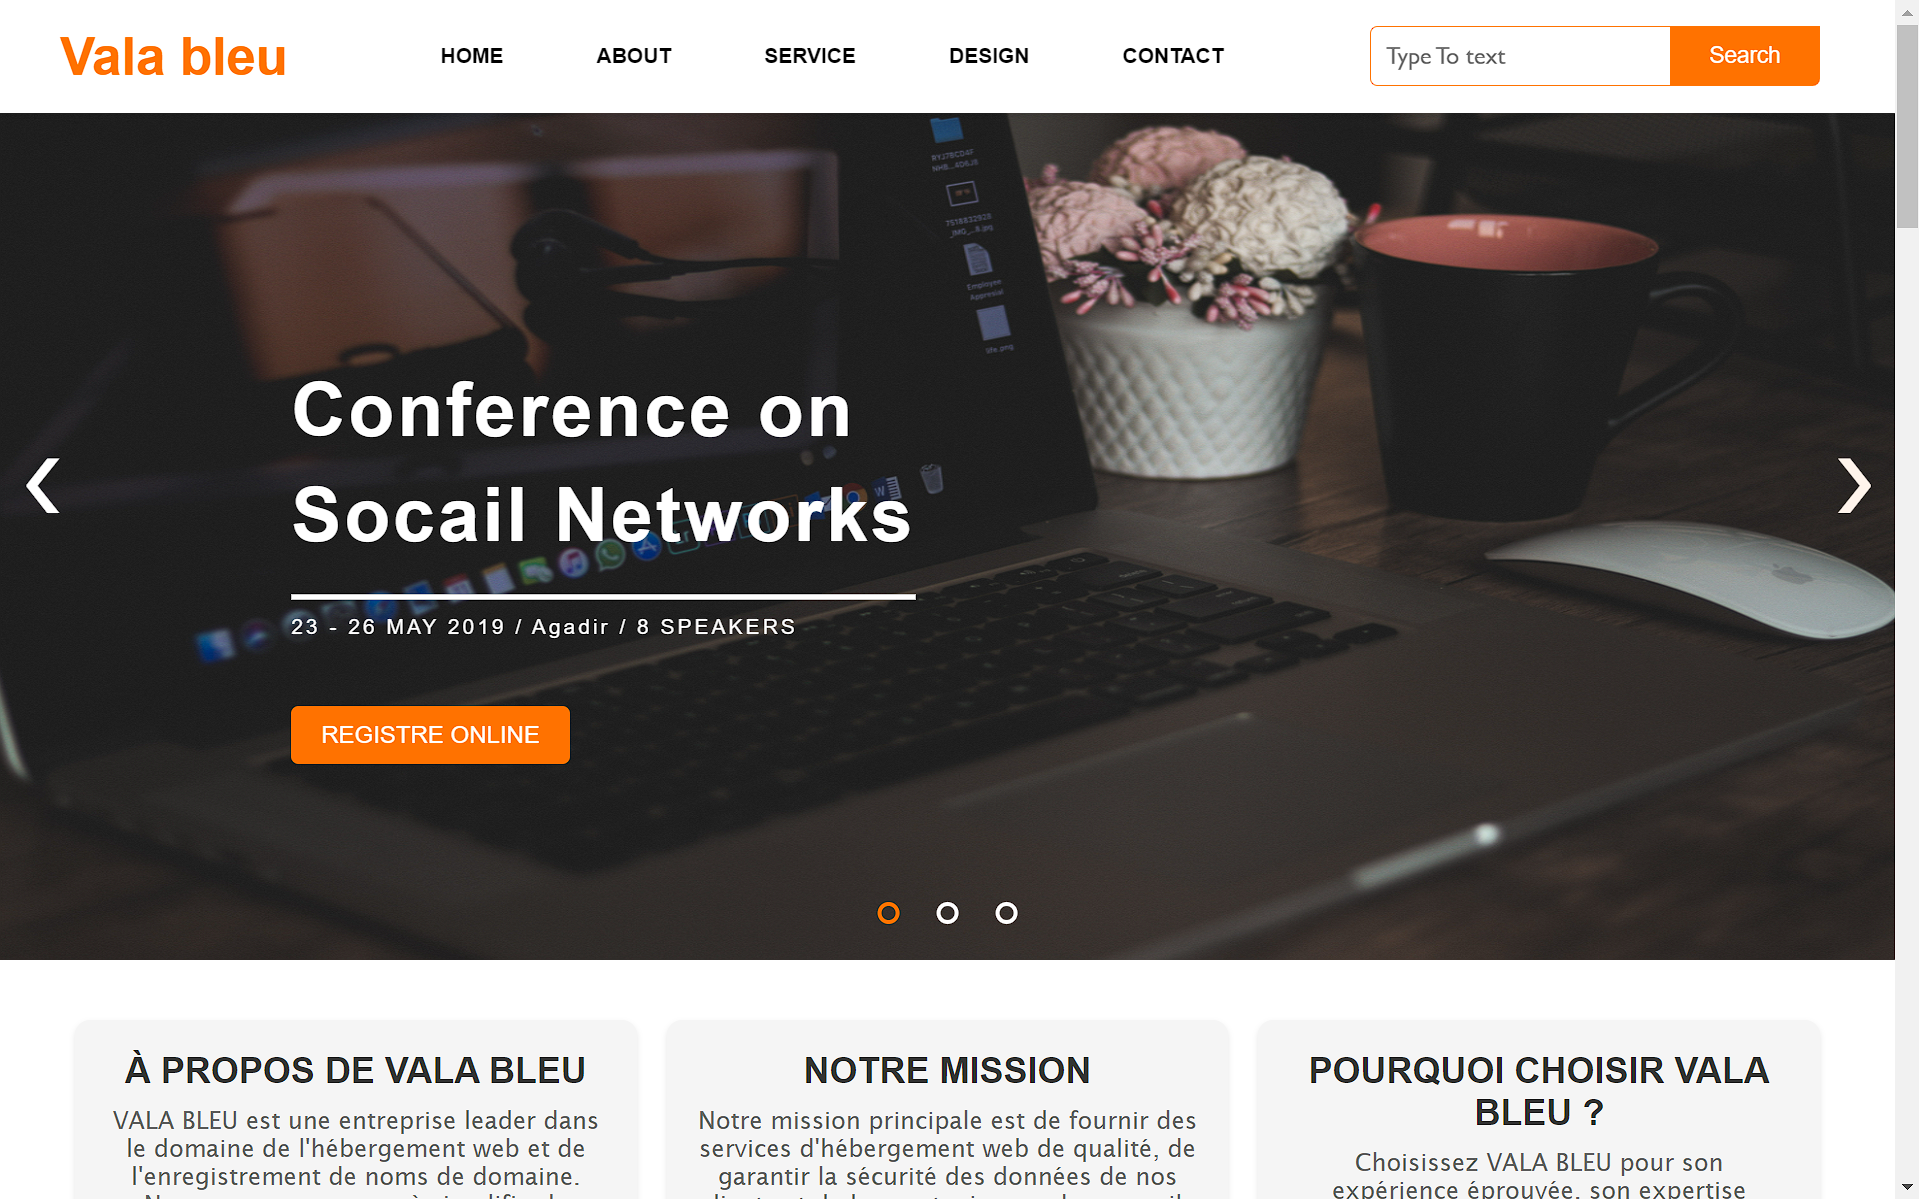 Vala bleu
HOME ABOUT SERVICE DESIGN CONTACT
Type To text Search
RYJ78CD4F
Employee
life.png
Conference on
Socail Networks
23 - 26 MAY 2019 / Agadir / 8 SPEAKERS
REGISTRE ONLINE
À PROPOS DE VALA BLEU
VALA BLEU est une entreprise leader dans
le domaine de l'hébergement web et de
l'enregistrement de noms de domaine.
NOTRE MISSION
Notre mission principale est de fournir des
services d'hébergement web de qualité, de
garantir la sécurité des données de nos
POURQUOI CHOISIR VALA
BLEU ?
Choisissez VALA BLEU pour son
expérience éprouvée, son expertise